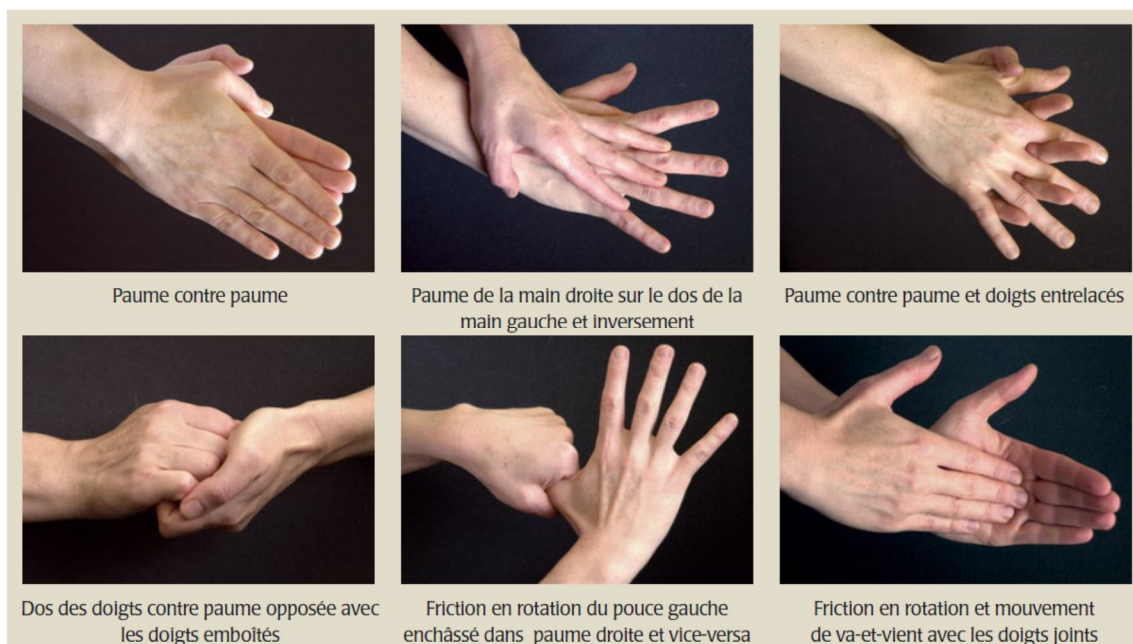 Paume contre paume
Paume de la main droite sur le dos de la
main gauche et inversement
Paume contre paume et doigts entrelacés
Dos des doigts contre paume opposée avec
les doigts emboîtés
Friction en rotation du pouce gauche
enchâssé dans paume droite et vice-versa
Friction en rotation et mouvement
de va-et-vient avec les doigts joints